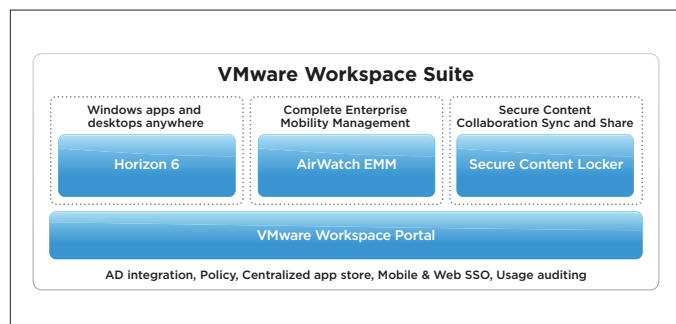 VMware Workspace Suite
Windows apps and
desktops anywhere
Horizon 6
Complete Enterprise
Mobility Management
AirWatch EMM
Secure Content
Collaboration Sync and Share
Secure Content Locker
VMware Workspace Portal
AD integration, Policy, Centralized app store, Mobile & Web SSO, Usage auditing